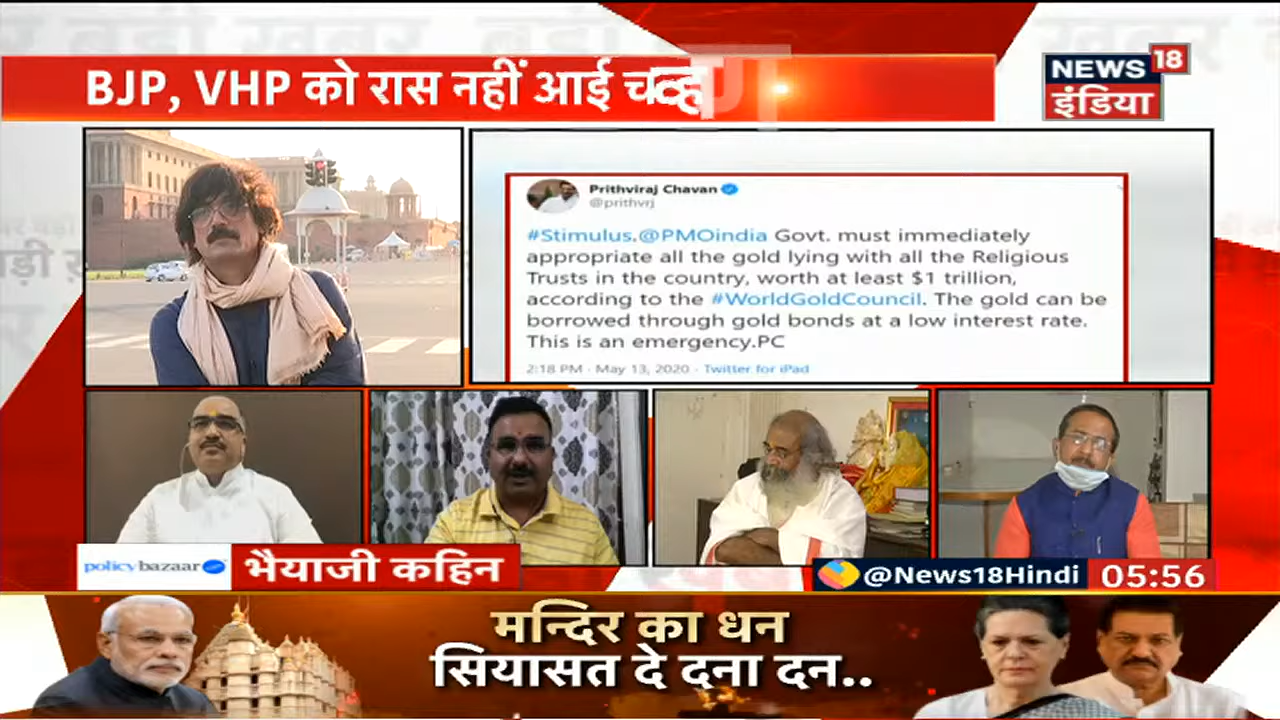 BJP, VHP को रास नहीं आई
NEWS 18
इंडिया
Prithviraj Chavan
@prithvrj
#Stimulus.@PMOindia Govt. must immediately
appropriate all the gold lying with all the Religious
Trusts in the country, worth at least $1 trillion,
according to the #WorldGoldCouncil. The gold can be
borrowed through gold bonds at a low interest rate.
This is an emergency.PC
2:18 PM · May 13, 2020 · Twitter for iPad
policybazaar
भैयाजी कहिन
@News18Hindi
05:56
मन्दिर का धन
सियासत दे दना दन..